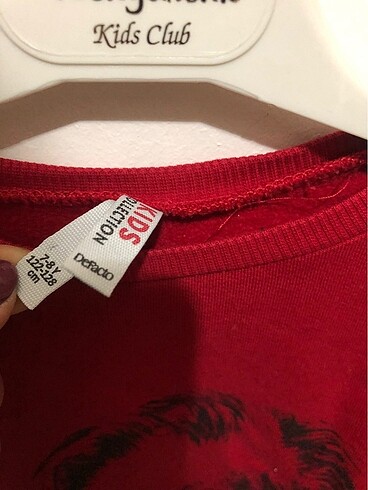 Kids Club
KIDS
COLLECTION
DeFacto
7-8 Y
122-128
cm